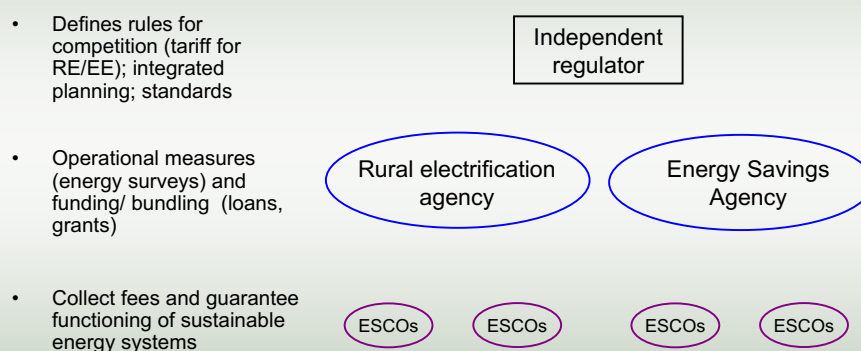 • Defines rules for
competition (tariff for
RE/EE); integrated
planning; standards
Independent
regulator
• Operational measures
(energy surveys) and
funding/ bundling (loans,
grants)
Rural electrification
agency
Energy Savings
Agency
• Collect fees and guarantee
functioning of sustainable
energy systems
ESCOs
ESCOs
ESCOs
ESCOs